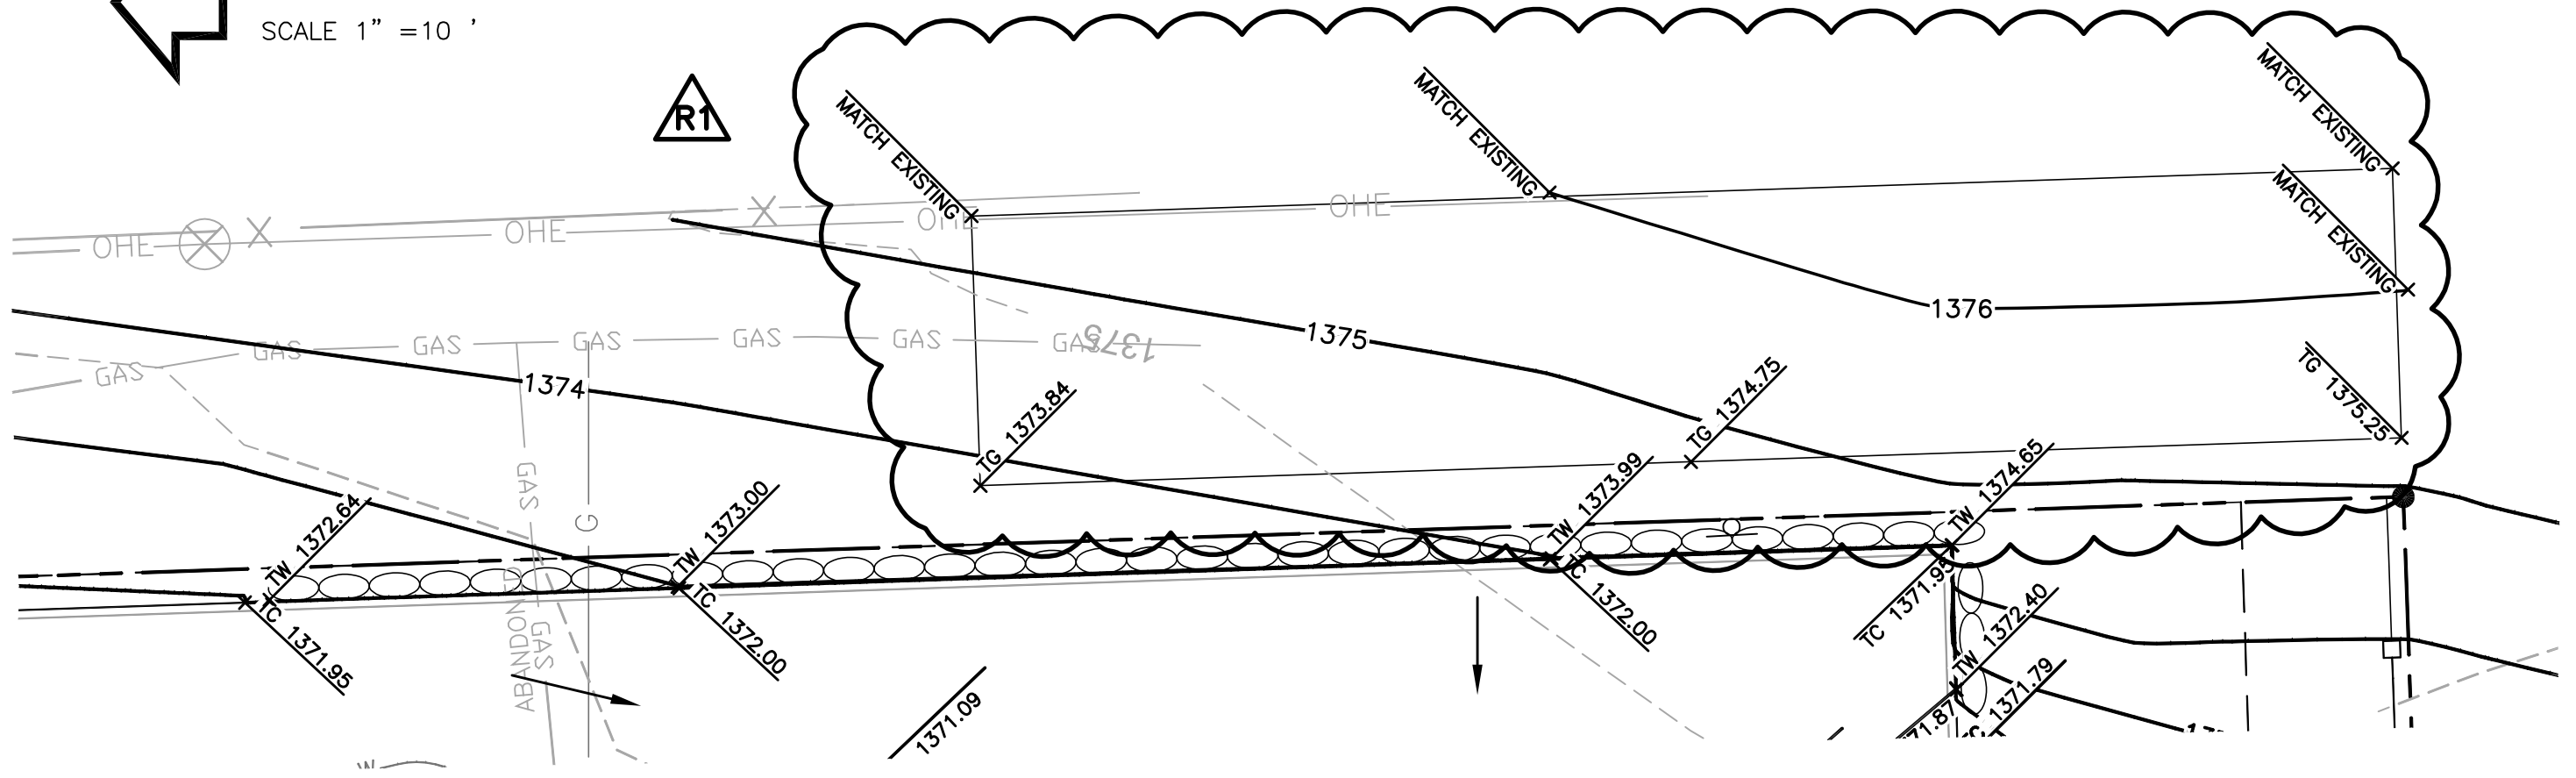 SCALE 1" =10 '
R1
MATCH EXISTING
MATCH EXISTING
MATCH EXISTING
MATCH EXISTING
OHE
OHE
OHE
OHE
1376
1375
1375
GAS
GAS
GAS
GAS
GAS
GAS
GAS
1374
TG 1373.84
TG 1374.75
TG 1375.25
GAS
G
TW 1372.64
TW 1373.00
TW 1373.99
TW 1374.65
TC 1371.95
TC 1372.00
TC 1372.00
TC 1371.95
ABANDON
GAS
TW 1372.40
1371.79
71.87
1371.09
W